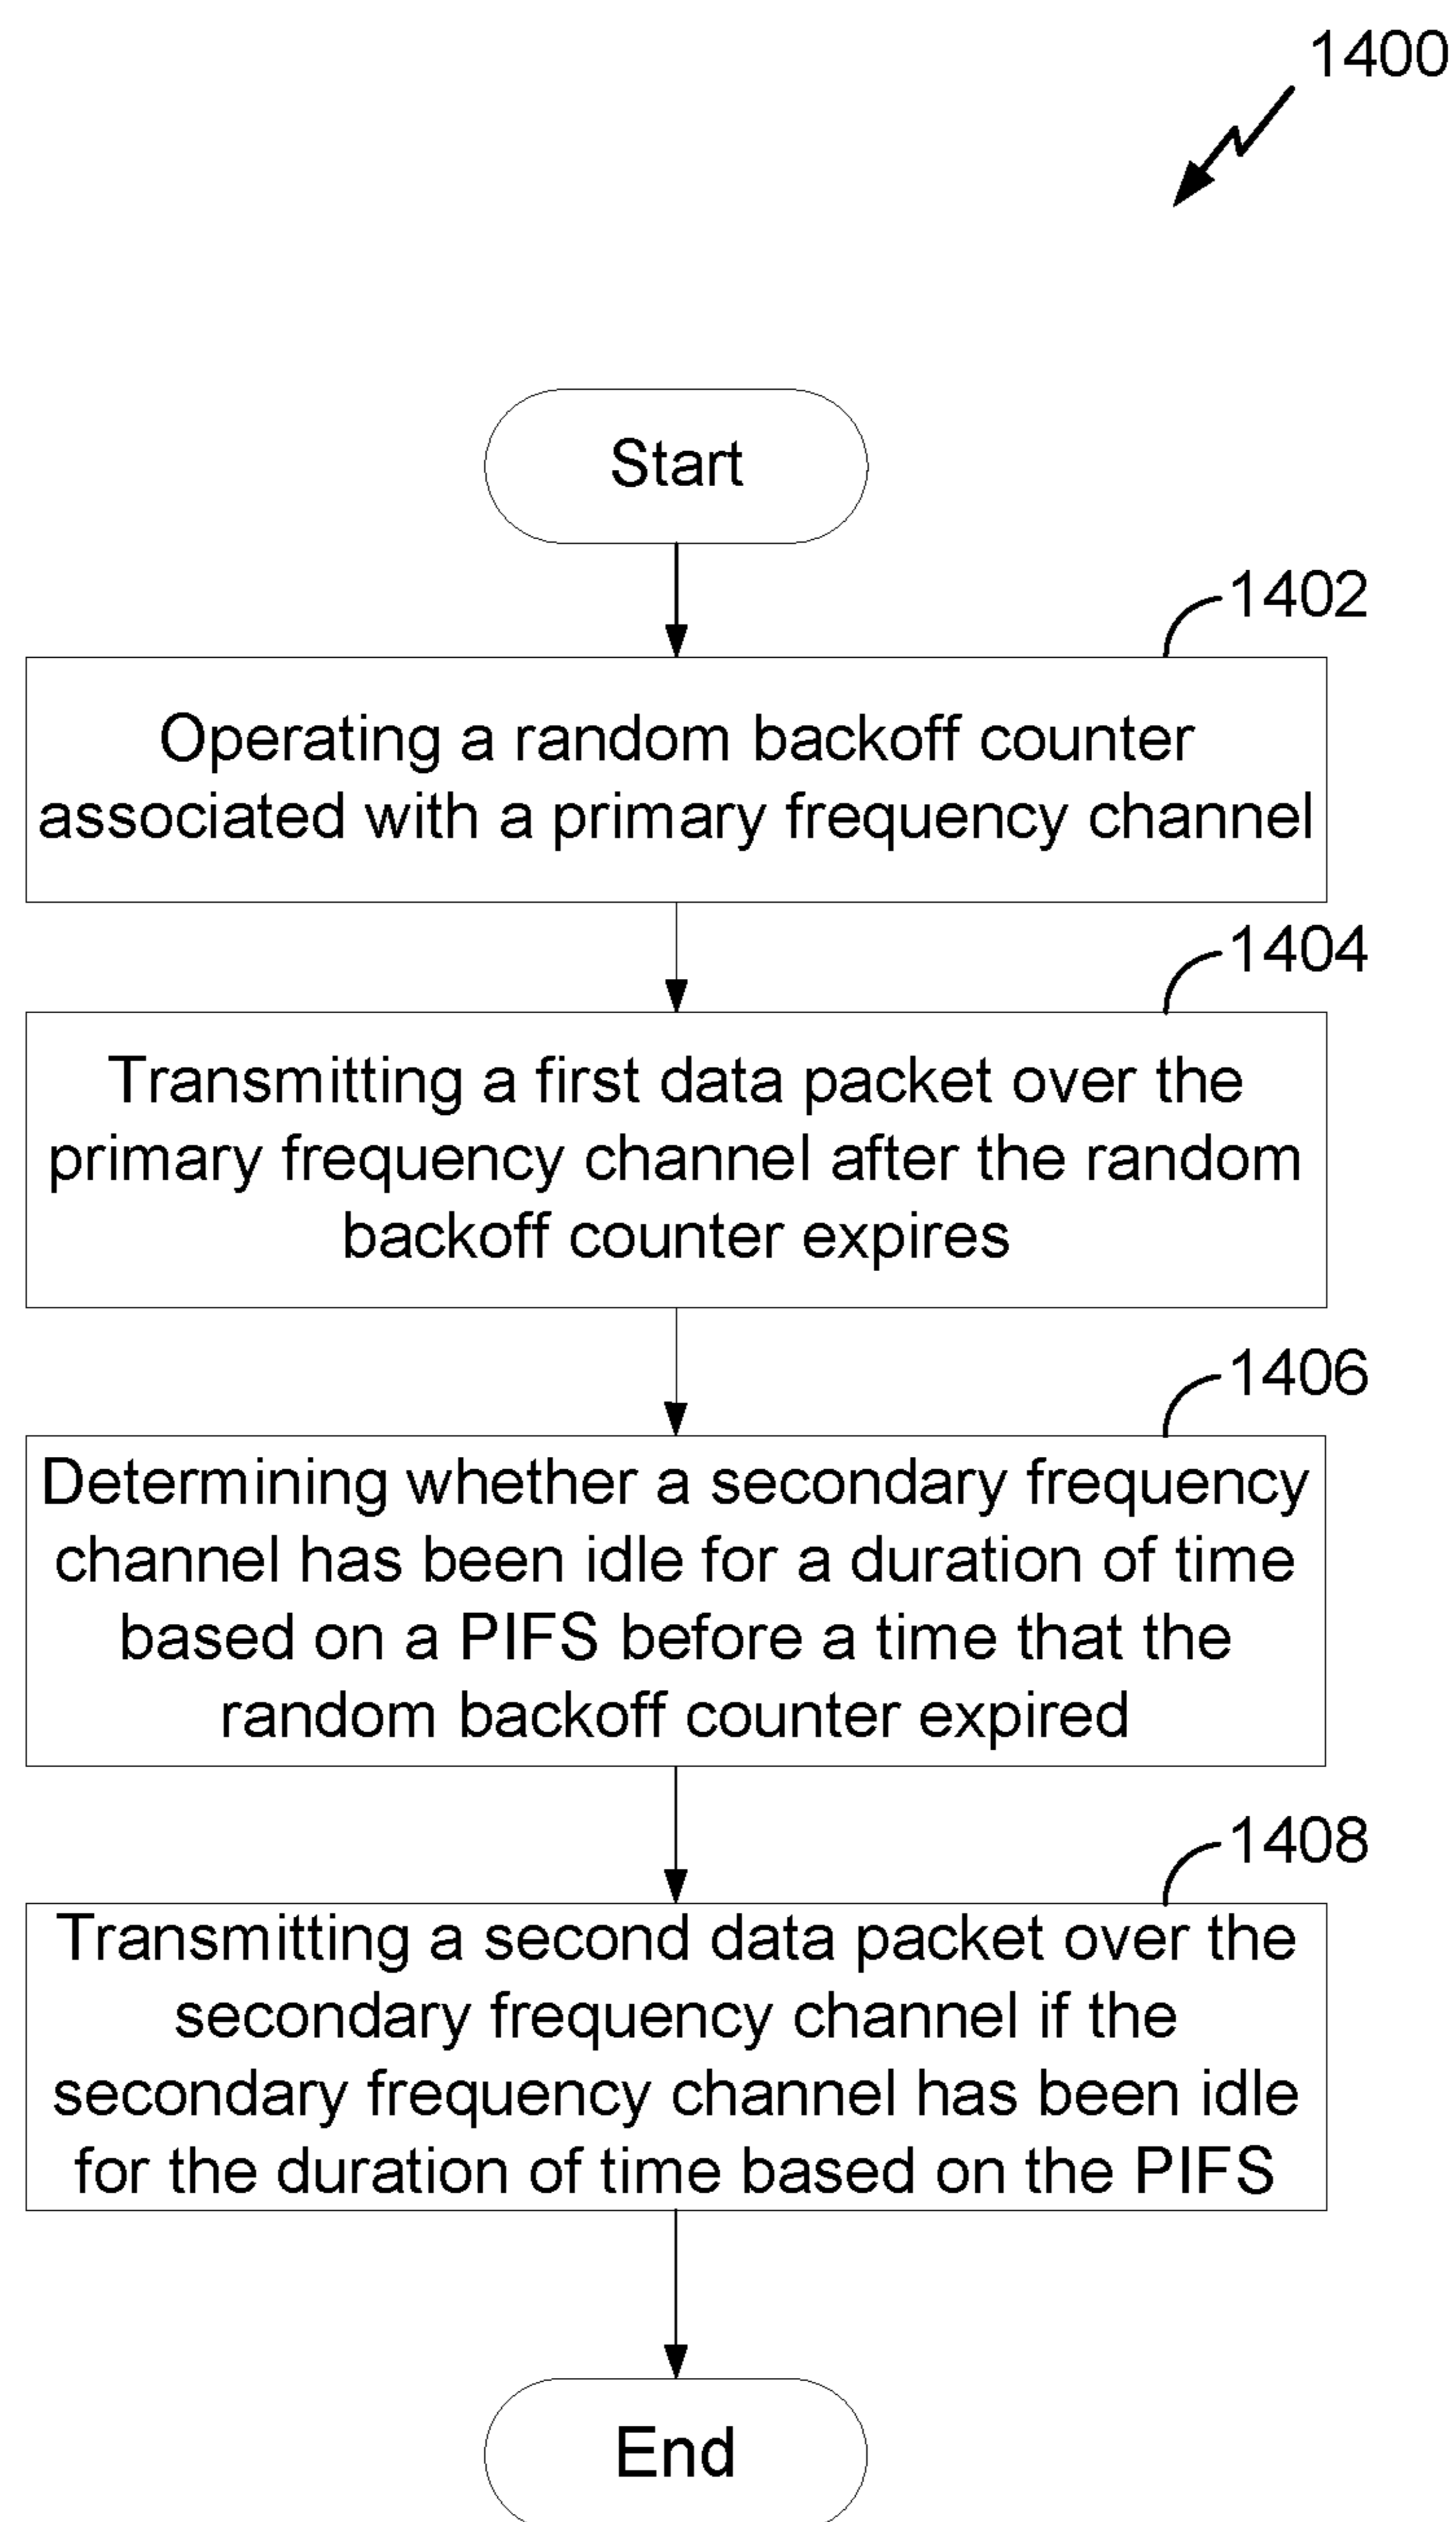 1400
Start
1402
Operating a random backoff counter
associated with a primary frequency channel
1404
Transmitting a first data packet over the
primary frequency channel after the random
backoff counter expires
1406
Determining whether a secondary frequency
channel has been idle for a duration of time
based on a PIFS before a time that the
random backoff counter expired
1408
Transmitting a second data packet over the
secondary frequency channel if the
secondary frequency channel has been idle
for the duration of time based on the PIFS
End